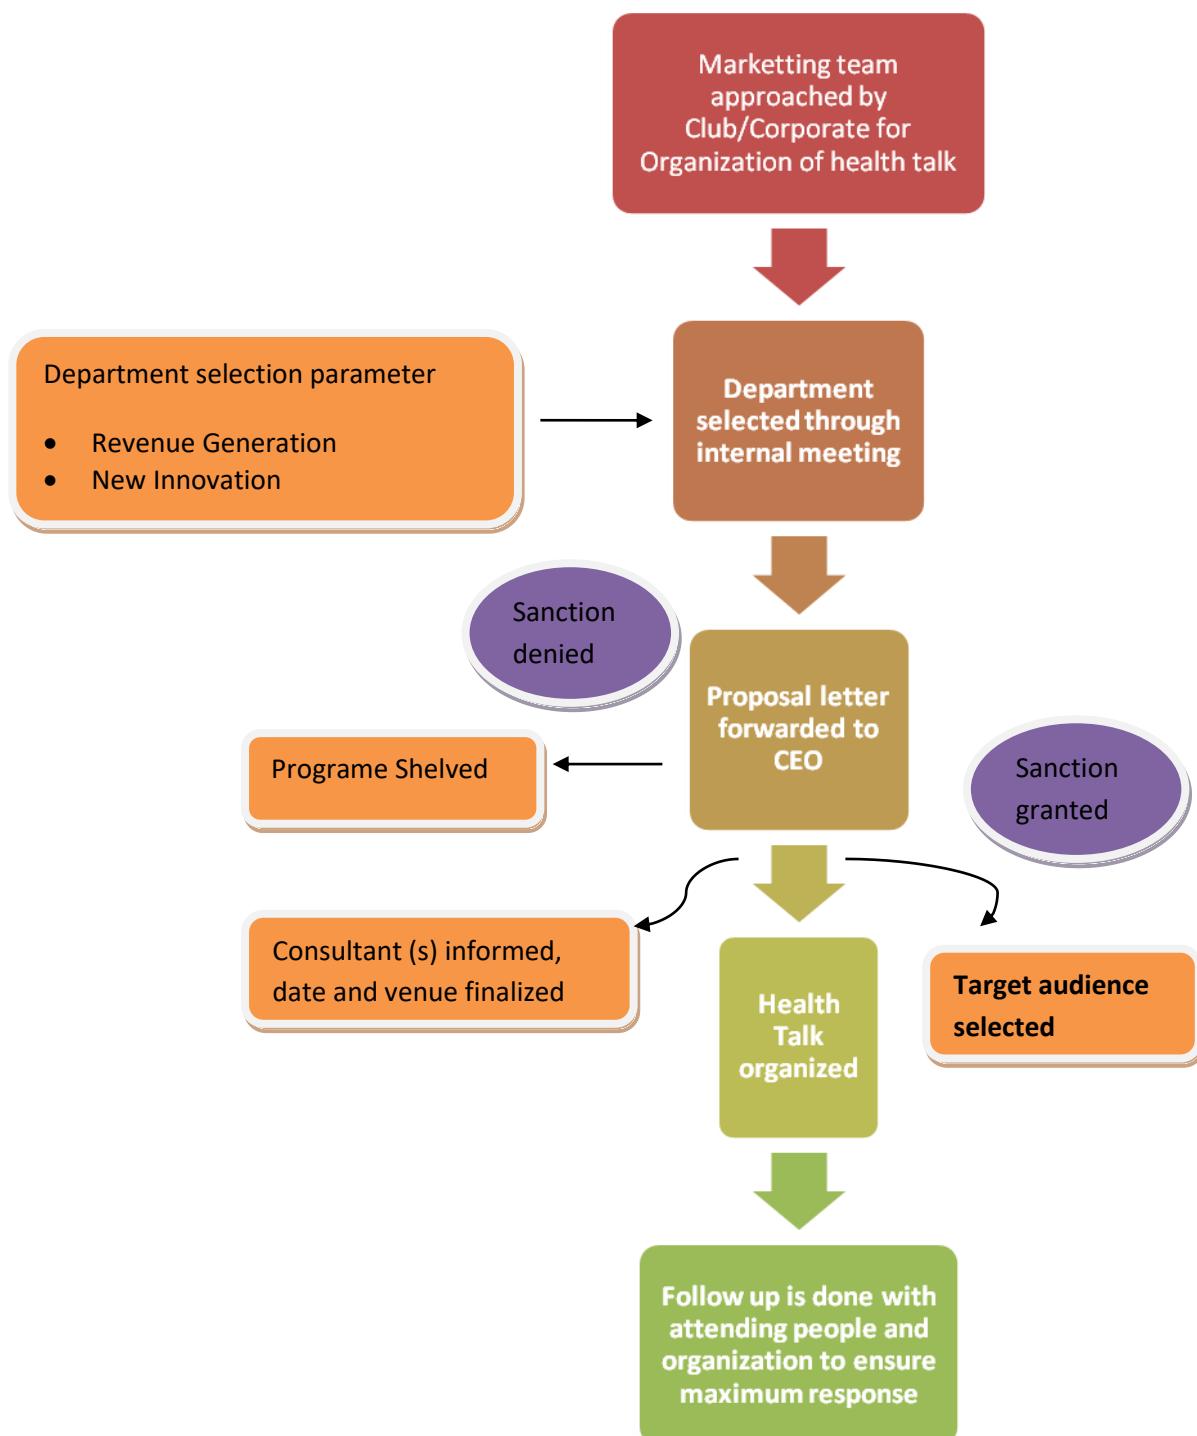 Marketting team
approached by
Club/Corporate for
Organization of health talk
Department selection parameter
• Revenue Generation
• New Innovation
Department
selected through
internal meeting
Sanction
denied
Proposal letter
forwarded to
CEO
Programe Shelved
Sanction
granted
Consultant (s) informed,
date and venue finalized
Health
Talk
organized
Target audience
selected
Follow up is done with
attending people and
organization to ensure
maximum response